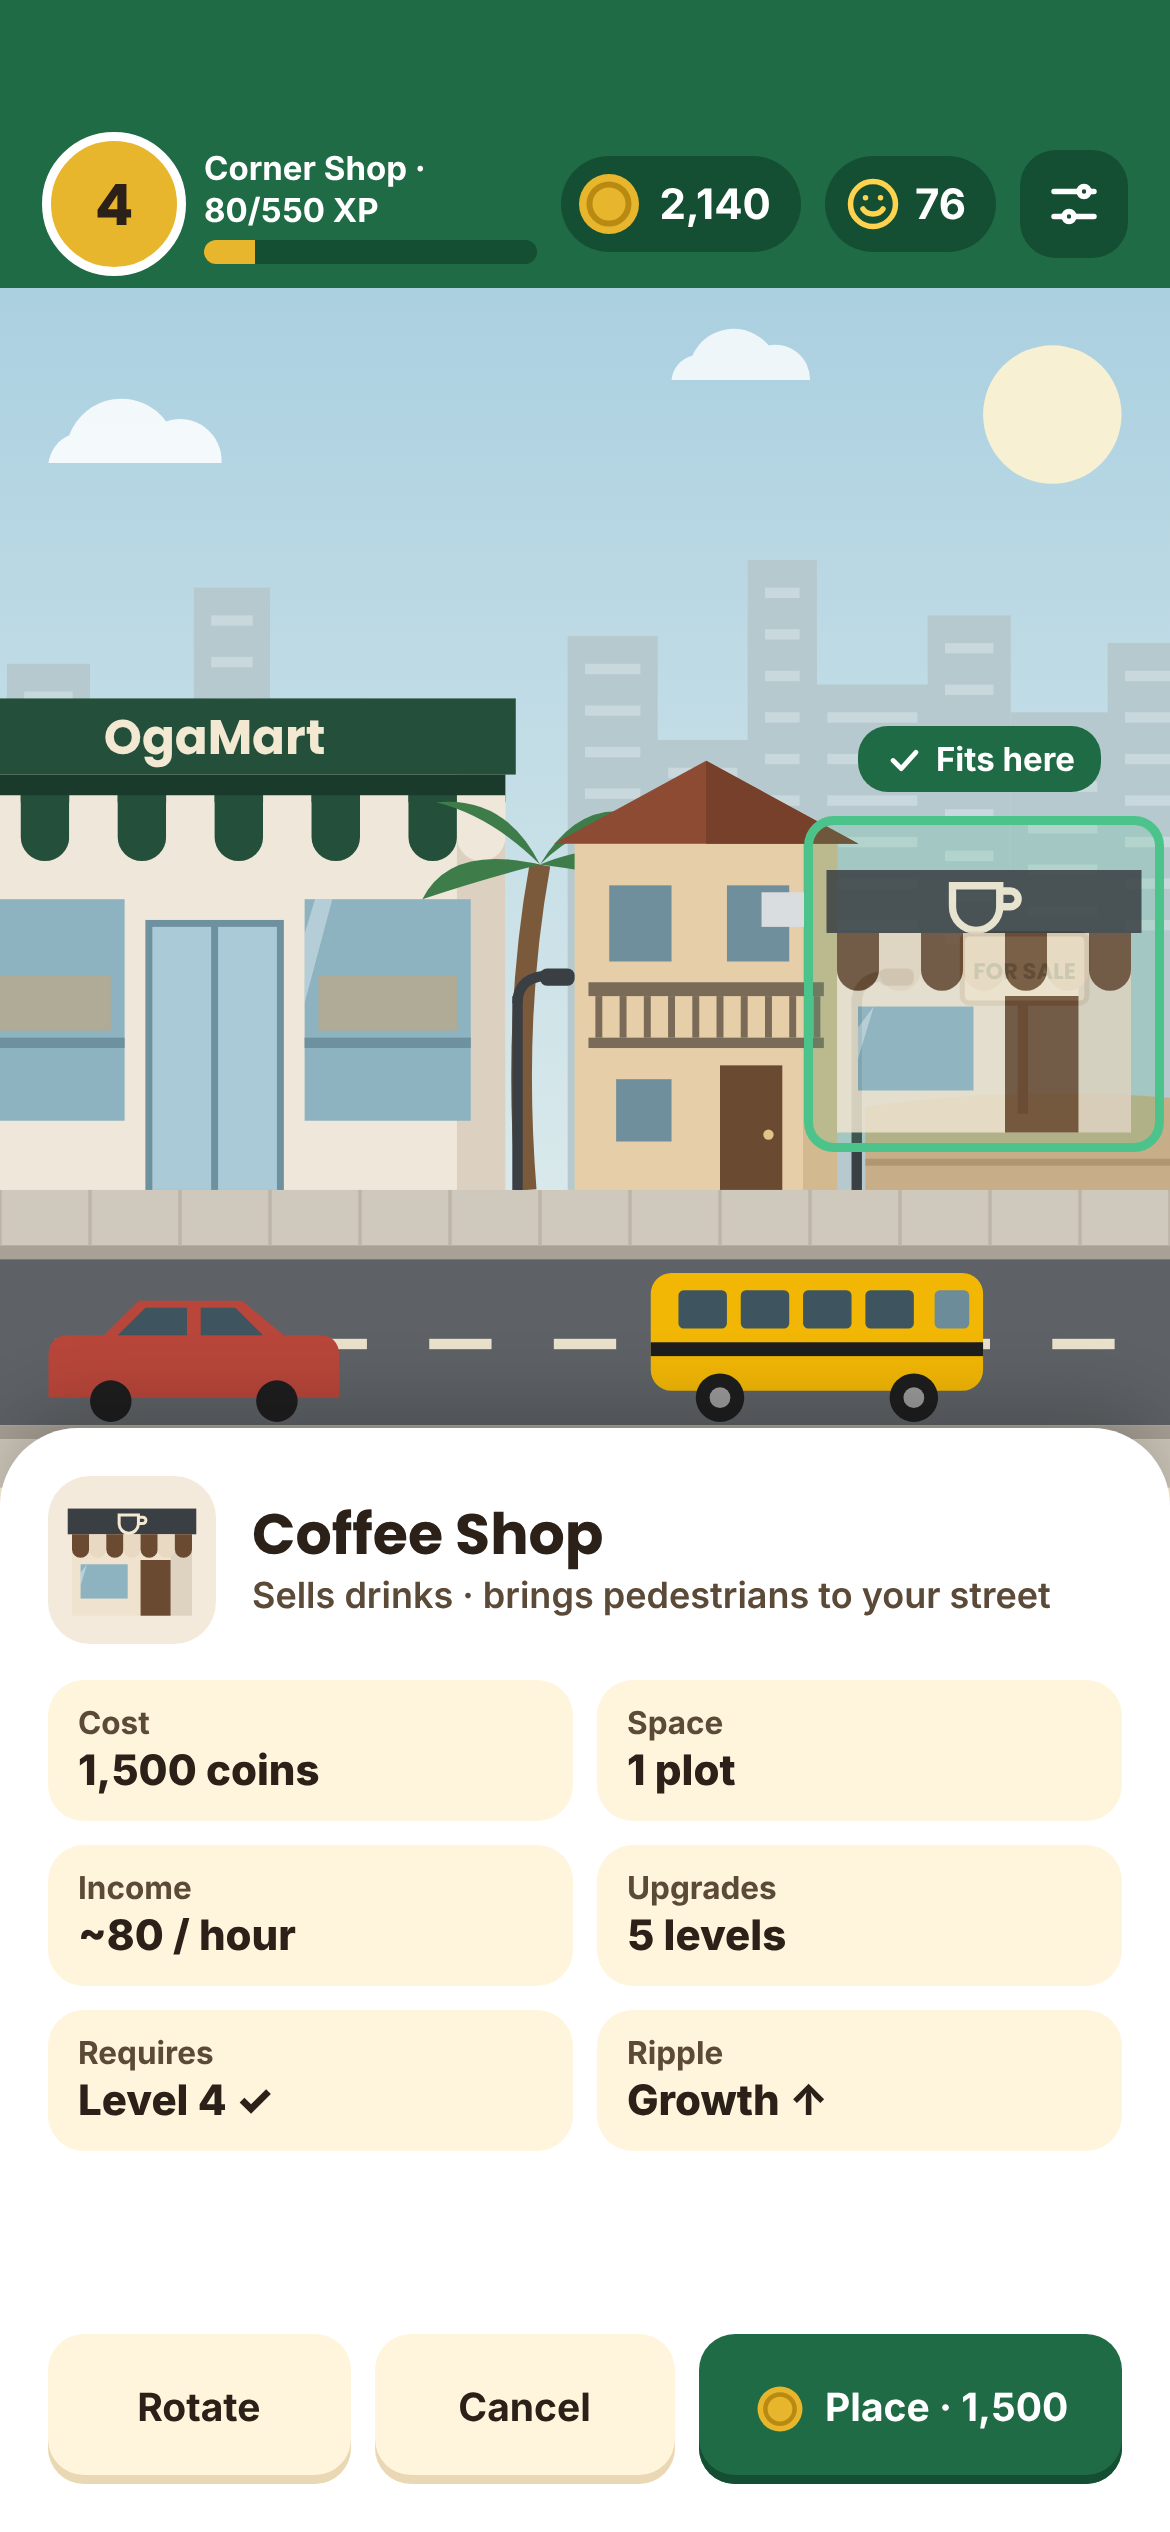 4
Corner Shop ·
80/550 XP
2,140
76
OgaMart
Fits here
FOR SALE
Coffee Shop
Sells drinks · brings pedestrians to your street
Cost
1,500 coins
Space
1 plot
Income
~80 / hour
Upgrades
5 levels
Requires
Level 4 ✓
Ripple
Growth ↑
Rotate
Cancel
Place · 1,500